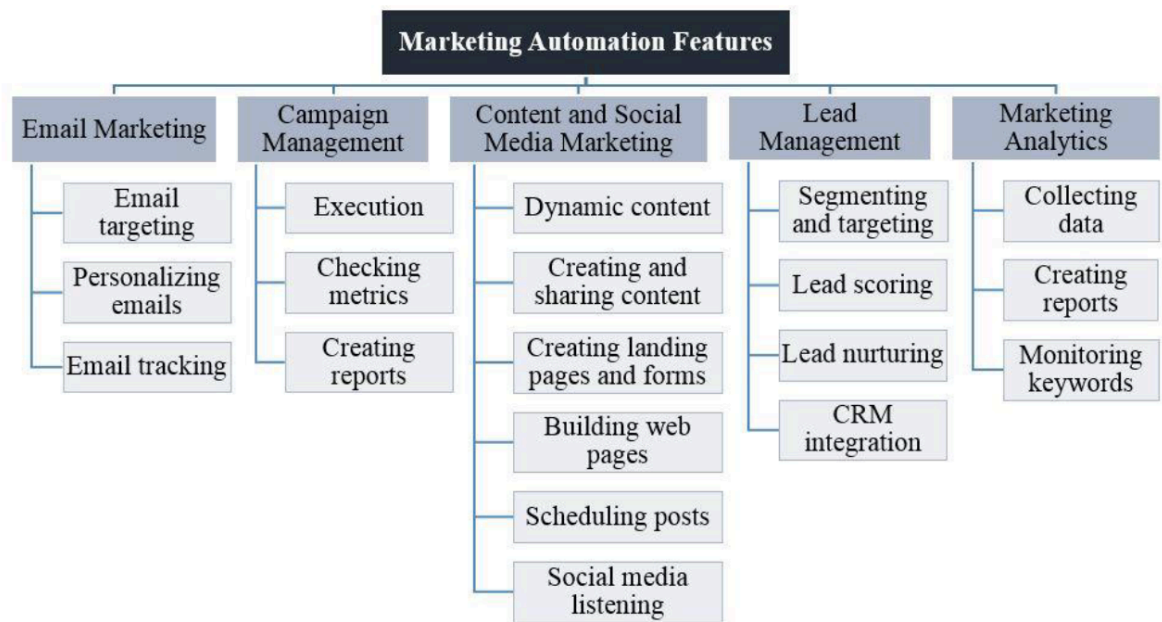 Marketing Automation Features
Email Marketing
Email
targeting
Personalizing
emails
Email tracking
Campaign
Management
Execution
Checking
metrics
Creating
reports
Content and Social
Media Marketing
Dynamic content
Creating and
sharing content
Creating landing
pages and forms
Building web
pages
Scheduling posts
Social media
listening
Lead
Management
Segmenting
and targeting
Lead scoring
Lead nurturing
CRM
integration
Marketing
Analytics
Collecting
data
Creating
reports
Monitoring
keywords